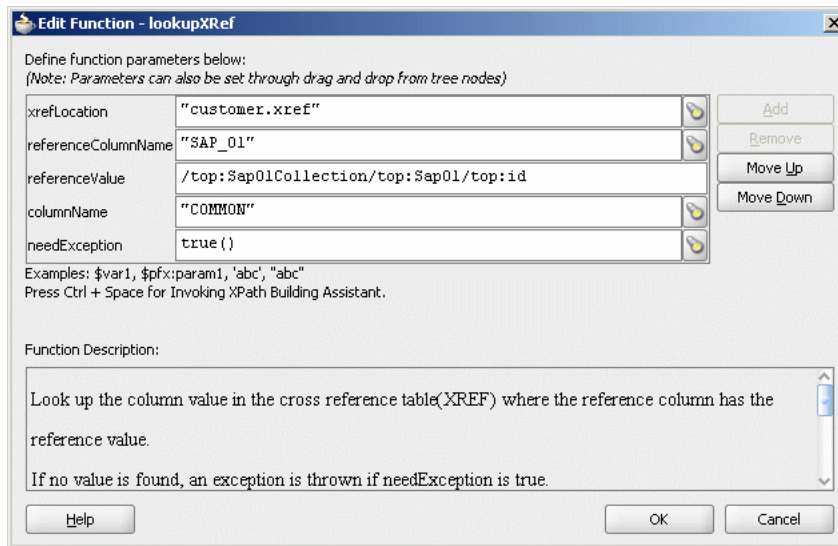 Edit Function - lookupXRef
Define function parameters below:
(Note: Parameters can also be set through drag and drop from tree nodes)
xrefLocation "customer.xref"
referenceColumnName "SAP_01"
referenceValue /top:Sap01Collection/top:Sap01/top:id
columnName "COMMON"
needException true()
Add
Remove
Move Up
Move Down
Examples: $var1, $pfx:param1, 'abc', "abc"
Press Ctrl + Space for Invoking XPath Building Assistant.
Function Description:
Look up the column value in the cross reference table(XREF) where the reference column has the
reference value.
If no value is found, an exception is thrown if needException is true.
Help OK Cancel